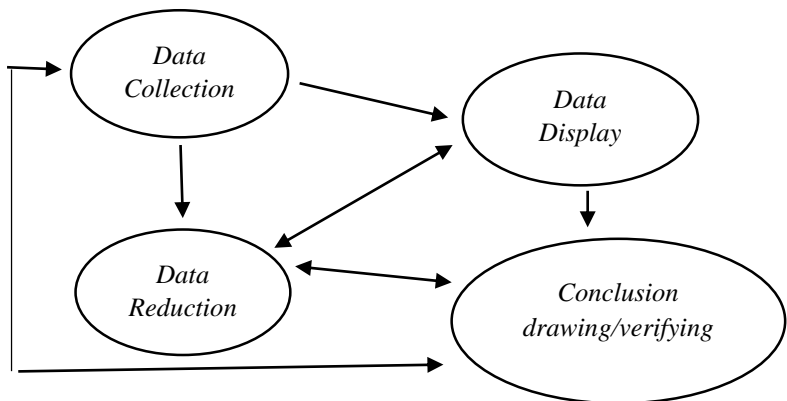 Data
Collection
Data
Display
Data
Reduction
Conclusion
drawing/verifying